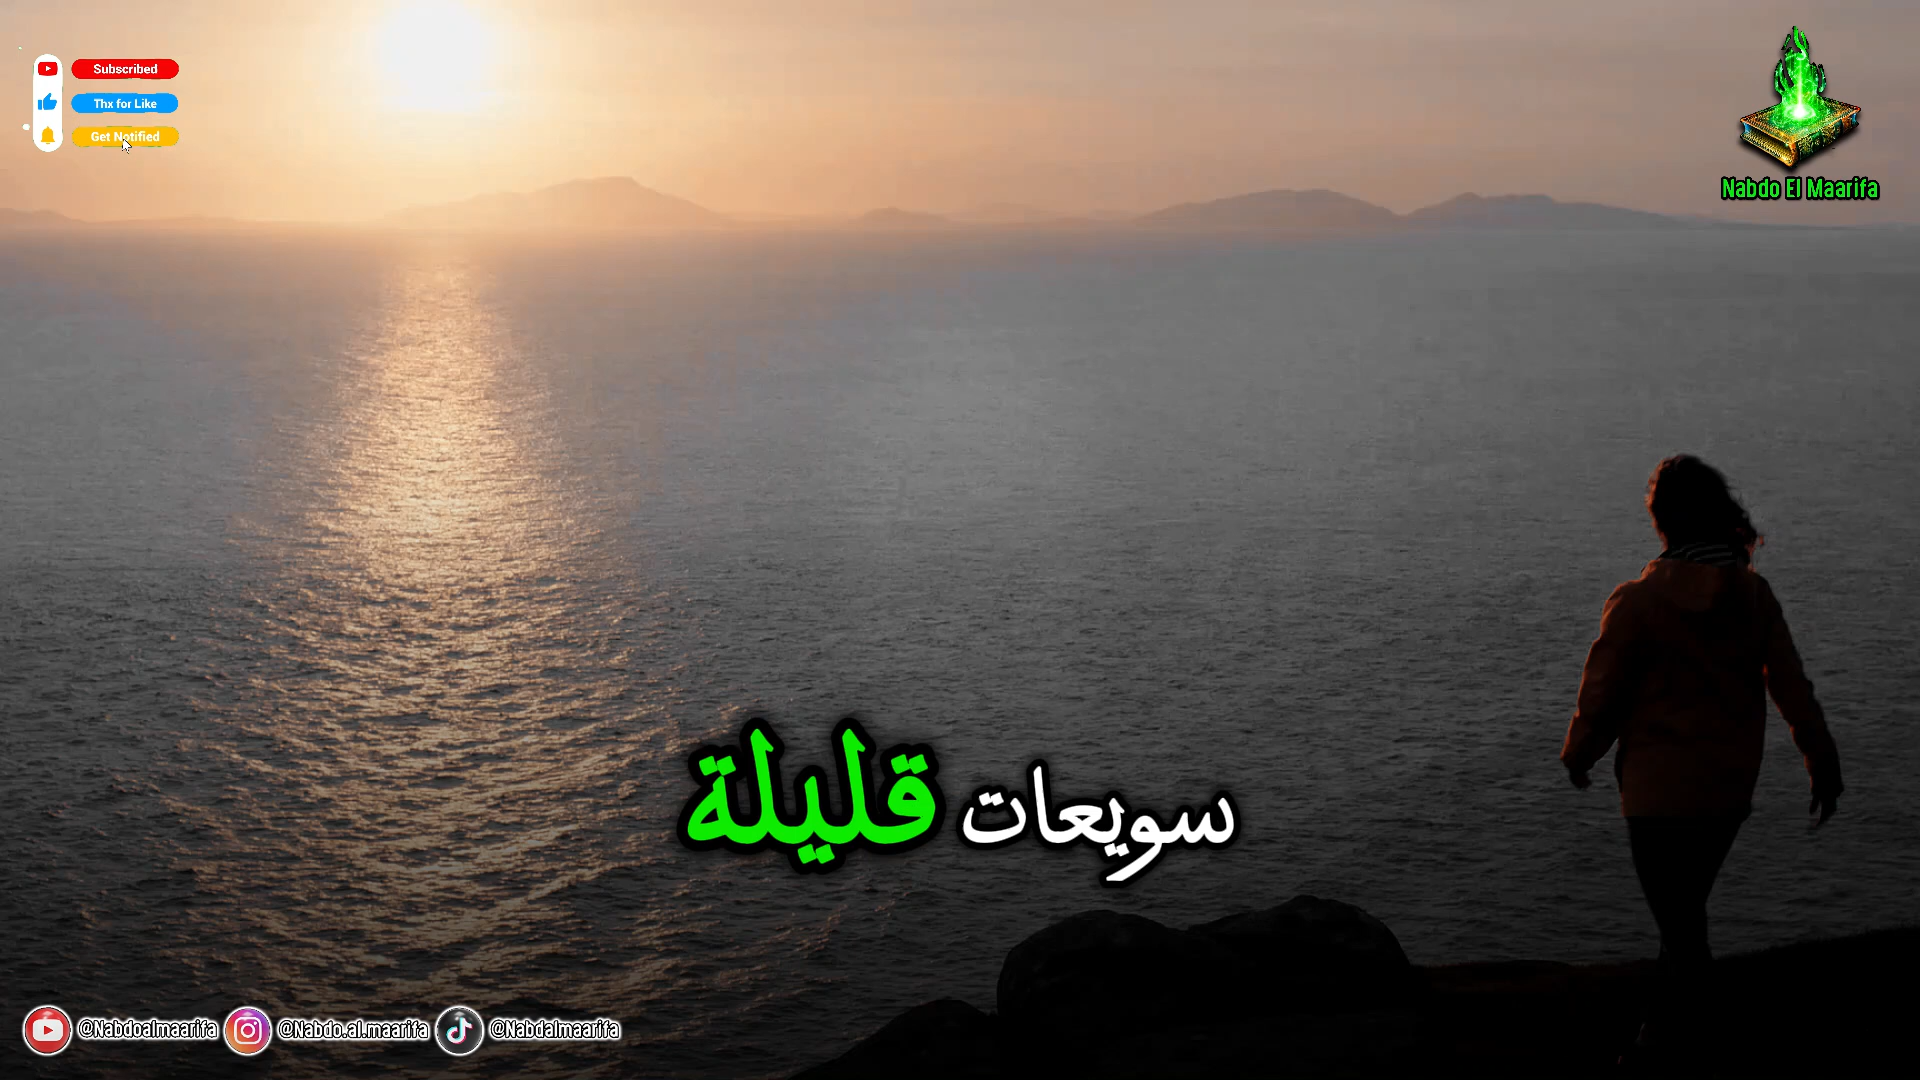 Subscribed
Thx for Like
Get Notified
Nabdo El Maarifa
سويعات قليلة
@Nabdoalmaarifa @Nabdo.al.maarifa @Nabdalmaarifa